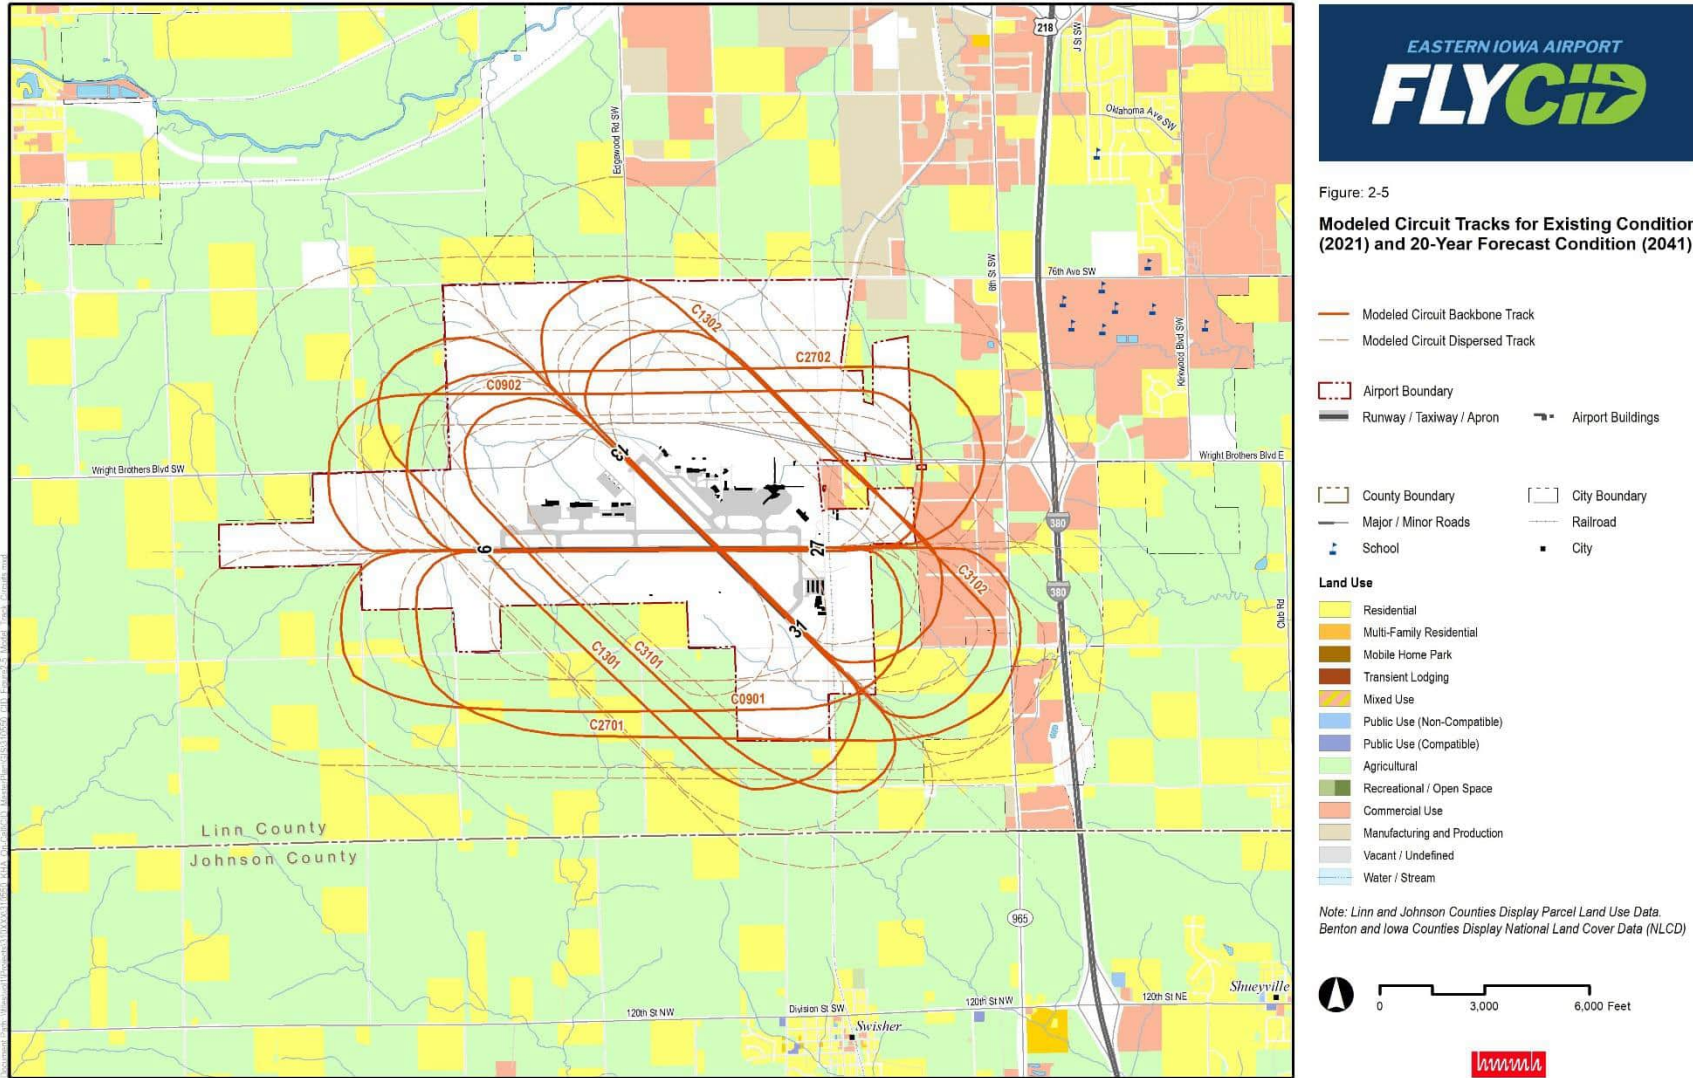 EASTERN IOWA AIRPORT
FLYCID
Figure: 2-5
Modeled Circuit Tracks for Existing Condition
(2021) and 20-Year Forecast Condition (2041)
Modeled Circuit Backbone Track
Modeled Circuit Dispersed Track
Airport Boundary
Runway / Taxiway / Apron
Airport Buildings
County Boundary
City Boundary
Major / Minor Roads
Railroad
School
City
Land Use
Residential
Multi-Family Residential
Mobile Home Park
Transient Lodging
Mixed Use
Public Use (Non-Compatible)
Public Use (Compatible)
Agricultural
Recreational / Open Space
Commercial Use
Manufacturing and Production
Vacant / Undefined
Water / Stream
Note: Linn and Johnson Counties Display Parcel Land Use Data.
Benton and Iowa Counties Display National Land Cover Data (NLCD)
0 3,000 6,000 Feet
hmmh
218
J St SW
Edgewood Rd SW
Oklahoma Ave SW
6th St SW
76th Ave SW
Kirkwood Blvd SW
C1302
C2702
C0902
13
Wright Brothers Blvd SW
Wright Brothers Blvd E
380
9
27
C3102
380
Club Rd
31
C1301
C3101
C0901
C2701
Linn County
Johnson County
965
120th St NW
Division St SW
120th St NW
120th St NE
Swisher
Shueyville